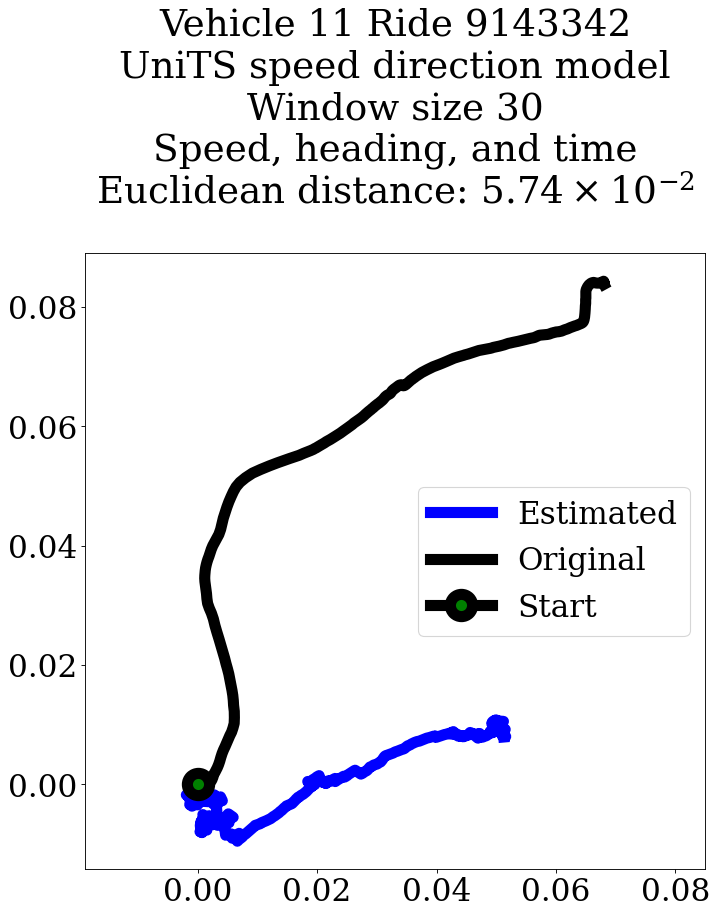 Vehicle 11 Ride 9143342
UniTS speed direction model
Window size 30
Speed, heading, and time
Euclidean distance: 5.74 × 10⁻²
0.08
0.06
0.04
0.02
0.00
Estimated
Original
Start
0.00 0.02 0.04 0.06 0.08